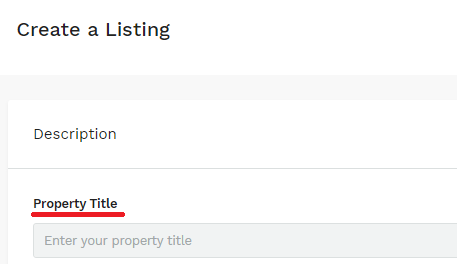 Create a Listing
Description
Property Title
Enter your property title